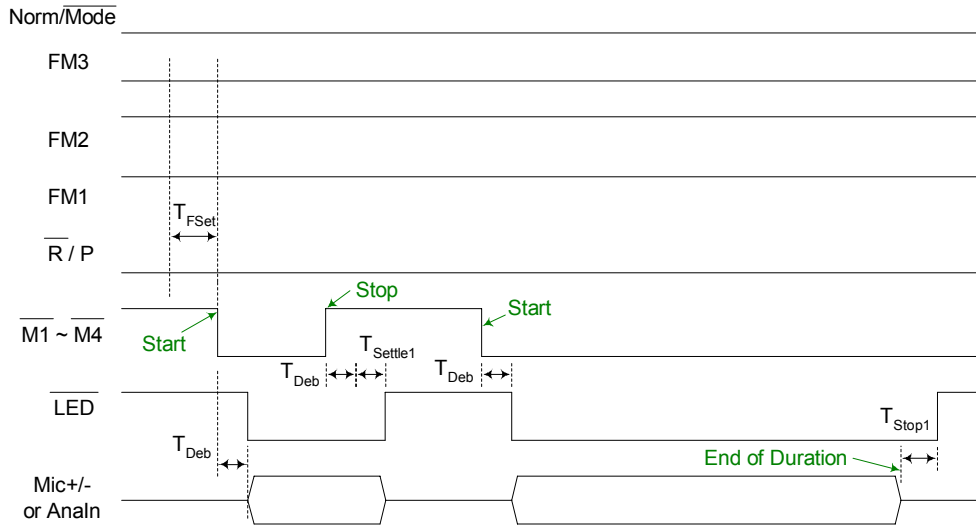 Norm/Mode
FM3
FM2
FM1
TFSet
R / P
Stop
Start
M1 ~ M4
Start
TSettle1
TDeb
TDeb
LED
TStop1
TDeb
End of Duration
Mic+/-
or AnaIn